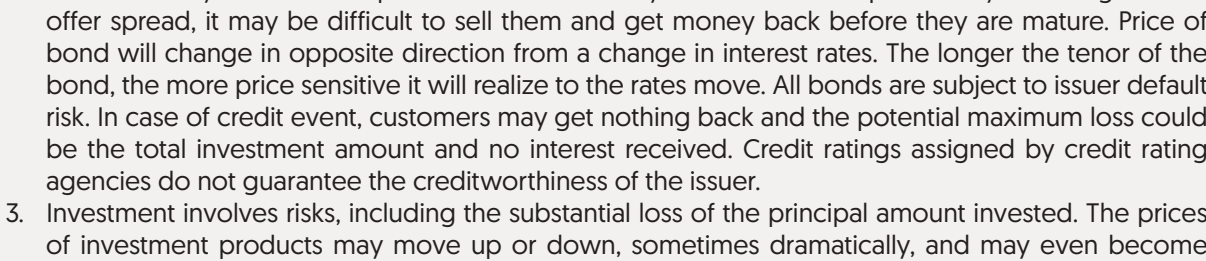 offer spread, it may be difficult to sell them and get money back before they are mature. Price of
bond will change in opposite direction from a change in interest rates. The longer the tenor of the
bond, the more price sensitive it will realize to the rates move. All bonds are subject to issuer default
risk. In case of credit event, customers may get nothing back and the potential maximum loss could
be the total investment amount and no interest received. Credit ratings assigned by credit rating
agencies do not guarantee the creditworthiness of the issuer.
3. Investment involves risks, including the substantial loss of the principal amount invested. The prices
of investment products may move up or down, sometimes dramatically, and may even become